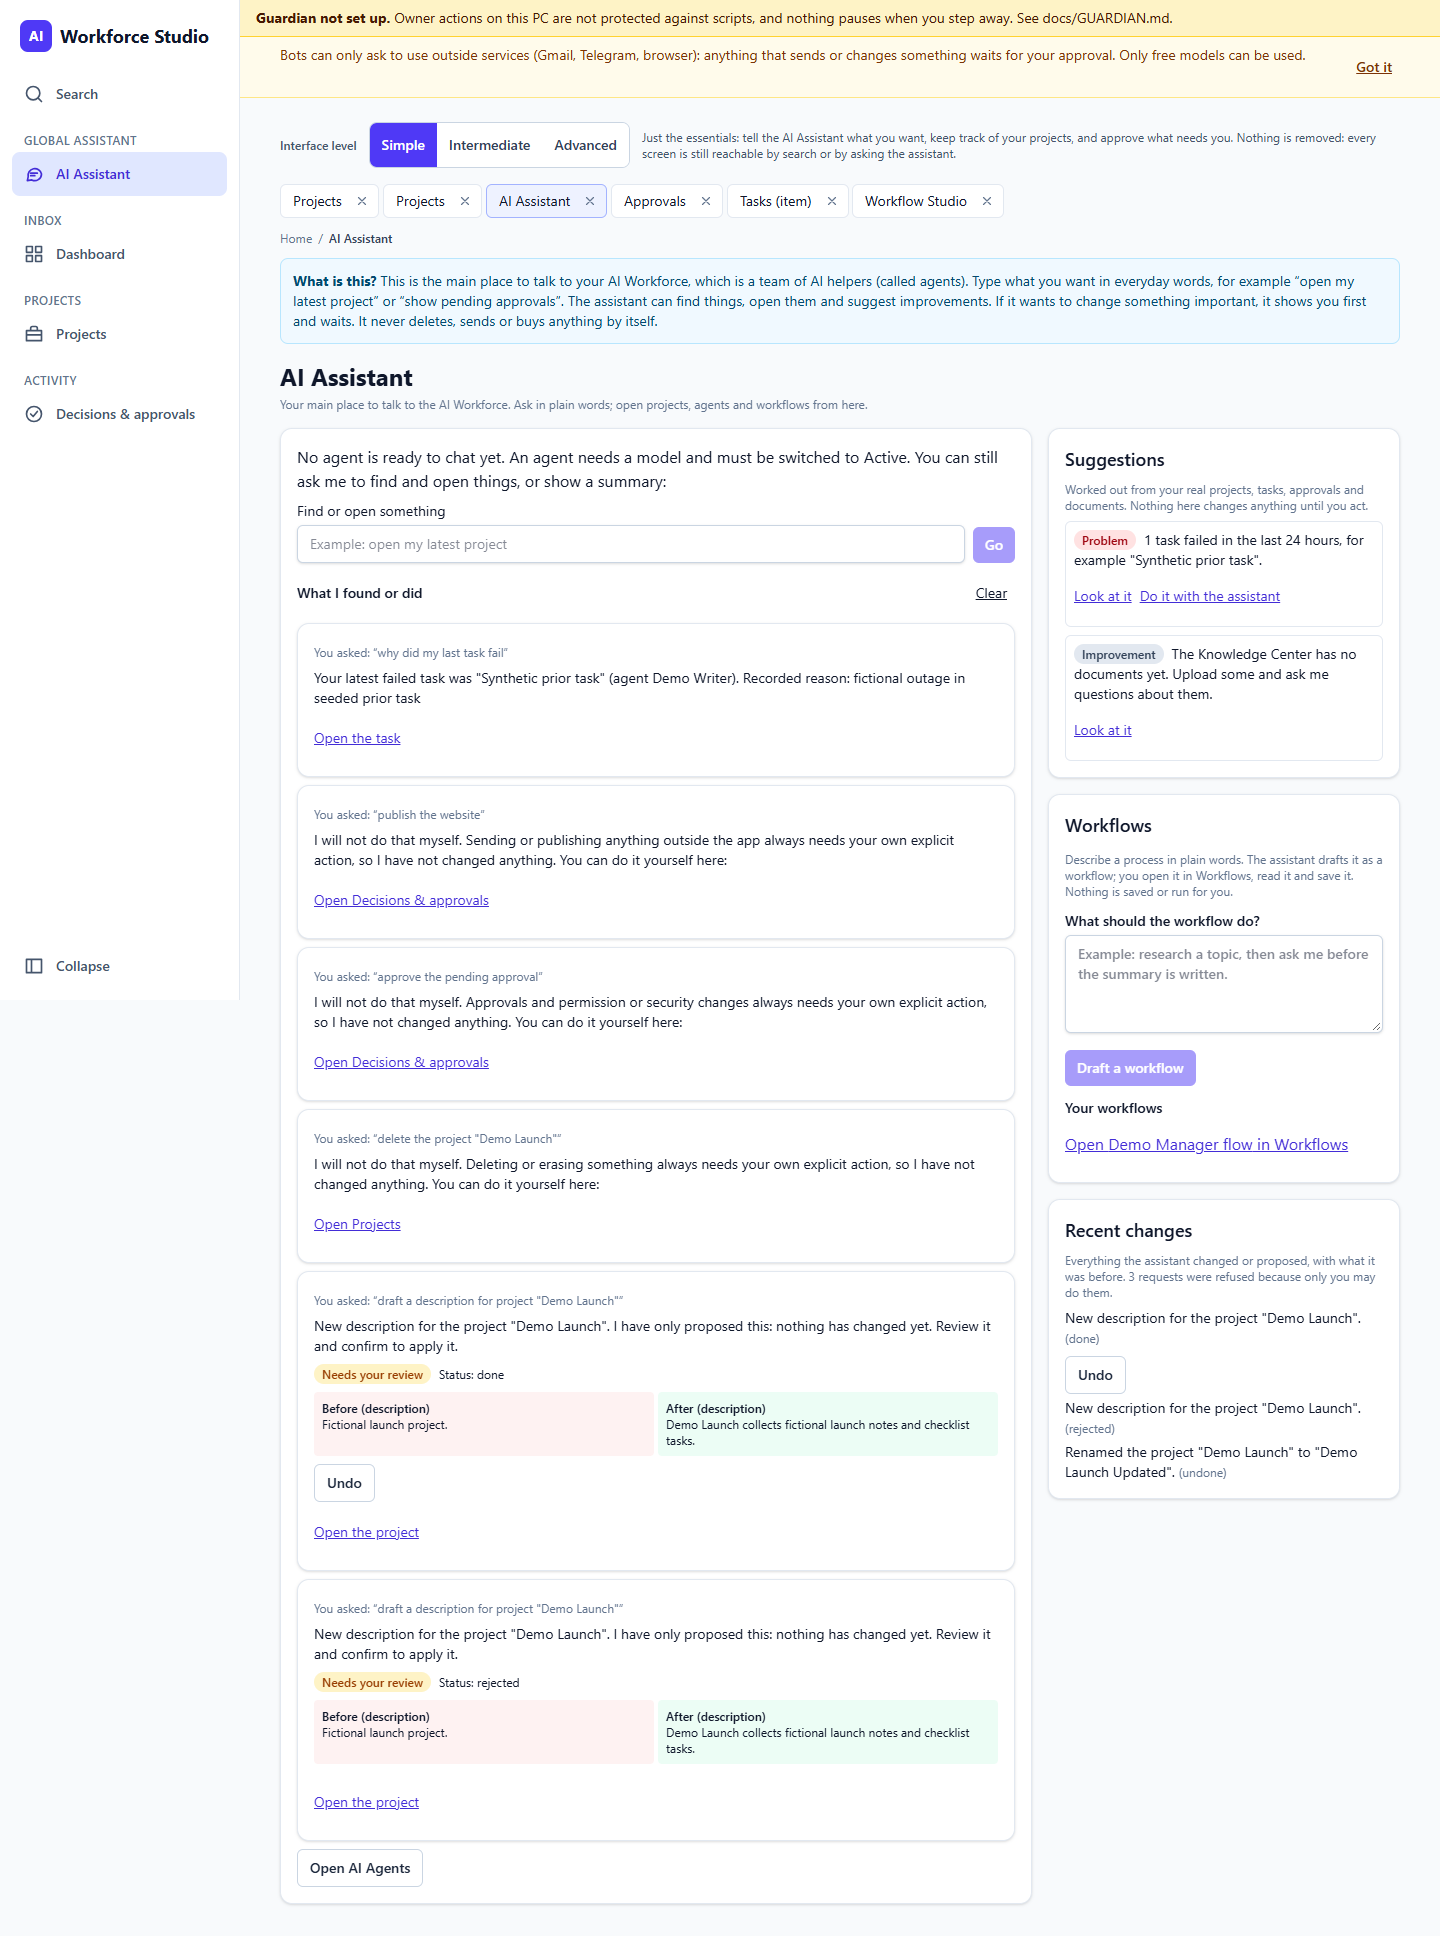 AI Workforce Studio
Search
GLOBAL ASSISTANT
AI Assistant
INBOX
Dashboard
PROJECTS
Projects
ACTIVITY
Decisions & approvals
Collapse
Guardian not set up. Owner actions on this PC are not protected against scripts, and nothing pauses when you step away. See docs/GUARDIAN.md.
Bots can only ask to use outside services (Gmail, Telegram, browser): anything that sends or changes something waits for your approval. Only free models can be used.
Got it
Interface level
Simple
Intermediate
Advanced
Just the essentials: tell the AI Assistant what you want, keep track of your projects, and approve what needs you. Nothing is removed: every
screen is still reachable by search or by asking the assistant.
Projects ×
Projects ×
AI Assistant ×
Approvals ×
Tasks (item) ×
Workflow Studio ×
Home / AI Assistant
What is this? This is the main place to talk to your AI Workforce, which is a team of AI helpers (called agents). Type what you want in everyday words, for example “open my
latest project” or “show pending approvals”. The assistant can find things, open them and suggest improvements. If it wants to change something important, it shows you first
and waits. It never deletes, sends or buys anything by itself.
AI Assistant
Your main place to talk to the AI Workforce. Ask in plain words; open projects, agents and workflows from here.
No agent is ready to chat yet. An agent needs a model and must be switched to Active. You can still
ask me to find and open things, or show a summary:
Find or open something
Example: open my latest project
Go
What I found or did
Clear
You asked: “why did my last task fail”
Your latest failed task was "Synthetic prior task" (agent Demo Writer). Recorded reason: fictional outage in
seeded prior task
Open the task
You asked: “publish the website”
I will not do that myself. Sending or publishing anything outside the app always needs your own explicit
action, so I have not changed anything. You can do it yourself here:
Open Decisions & approvals
You asked: “approve the pending approval”
I will not do that myself. Approvals and permission or security changes always needs your own explicit action,
so I have not changed anything. You can do it yourself here:
Open Decisions & approvals
You asked: “delete the project "Demo Launch"”
I will not do that myself. Deleting or erasing something always needs your own explicit action, so I have not
changed anything. You can do it yourself here:
Open Projects
You asked: “draft a description for project "Demo Launch"”
New description for the project "Demo Launch". I have only proposed this: nothing has changed yet. Review it
and confirm to apply it.
Needs your review Status: done
Before (description)
Fictional launch project.
After (description)
Demo Launch collects fictional launch notes and checklist
tasks.
Undo
Open the project
You asked: “draft a description for project "Demo Launch"”
New description for the project "Demo Launch". I have only proposed this: nothing has changed yet. Review it
and confirm to apply it.
Needs your review Status: rejected
Before (description)
Fictional launch project.
After (description)
Demo Launch collects fictional launch notes and checklist
tasks.
Open the project
Open AI Agents
Suggestions
Worked out from your real projects, tasks, approvals and
documents. Nothing here changes anything until you act.
Problem 1 task failed in the last 24 hours, for
example "Synthetic prior task".
Look at it Do it with the assistant
Improvement The Knowledge Center has no
documents yet. Upload some and ask me
questions about them.
Look at it
Workflows
Describe a process in plain words. The assistant drafts it as a
workflow; you open it in Workflows, read it and save it.
Nothing is saved or run for you.
What should the workflow do?
Example: research a topic, then ask me before
the summary is written.
Draft a workflow
Your workflows
Open Demo Manager flow in Workflows
Recent changes
Everything the assistant changed or proposed, with what it
was before. 3 requests were refused because only you may
do them.
New description for the project "Demo Launch".
(done)
Undo
New description for the project "Demo Launch".
(rejected)
Renamed the project "Demo Launch" to "Demo
Launch Updated". (undone)